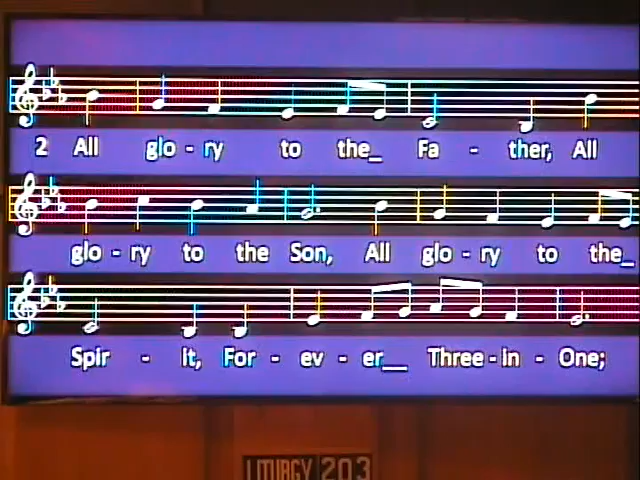 2 All glo - ry to the_ Fa - ther, All
glo - ry to the Son, All glo - ry to the_
Spir - it, For - ev - er__ Three - in - One;
LITURGY 203